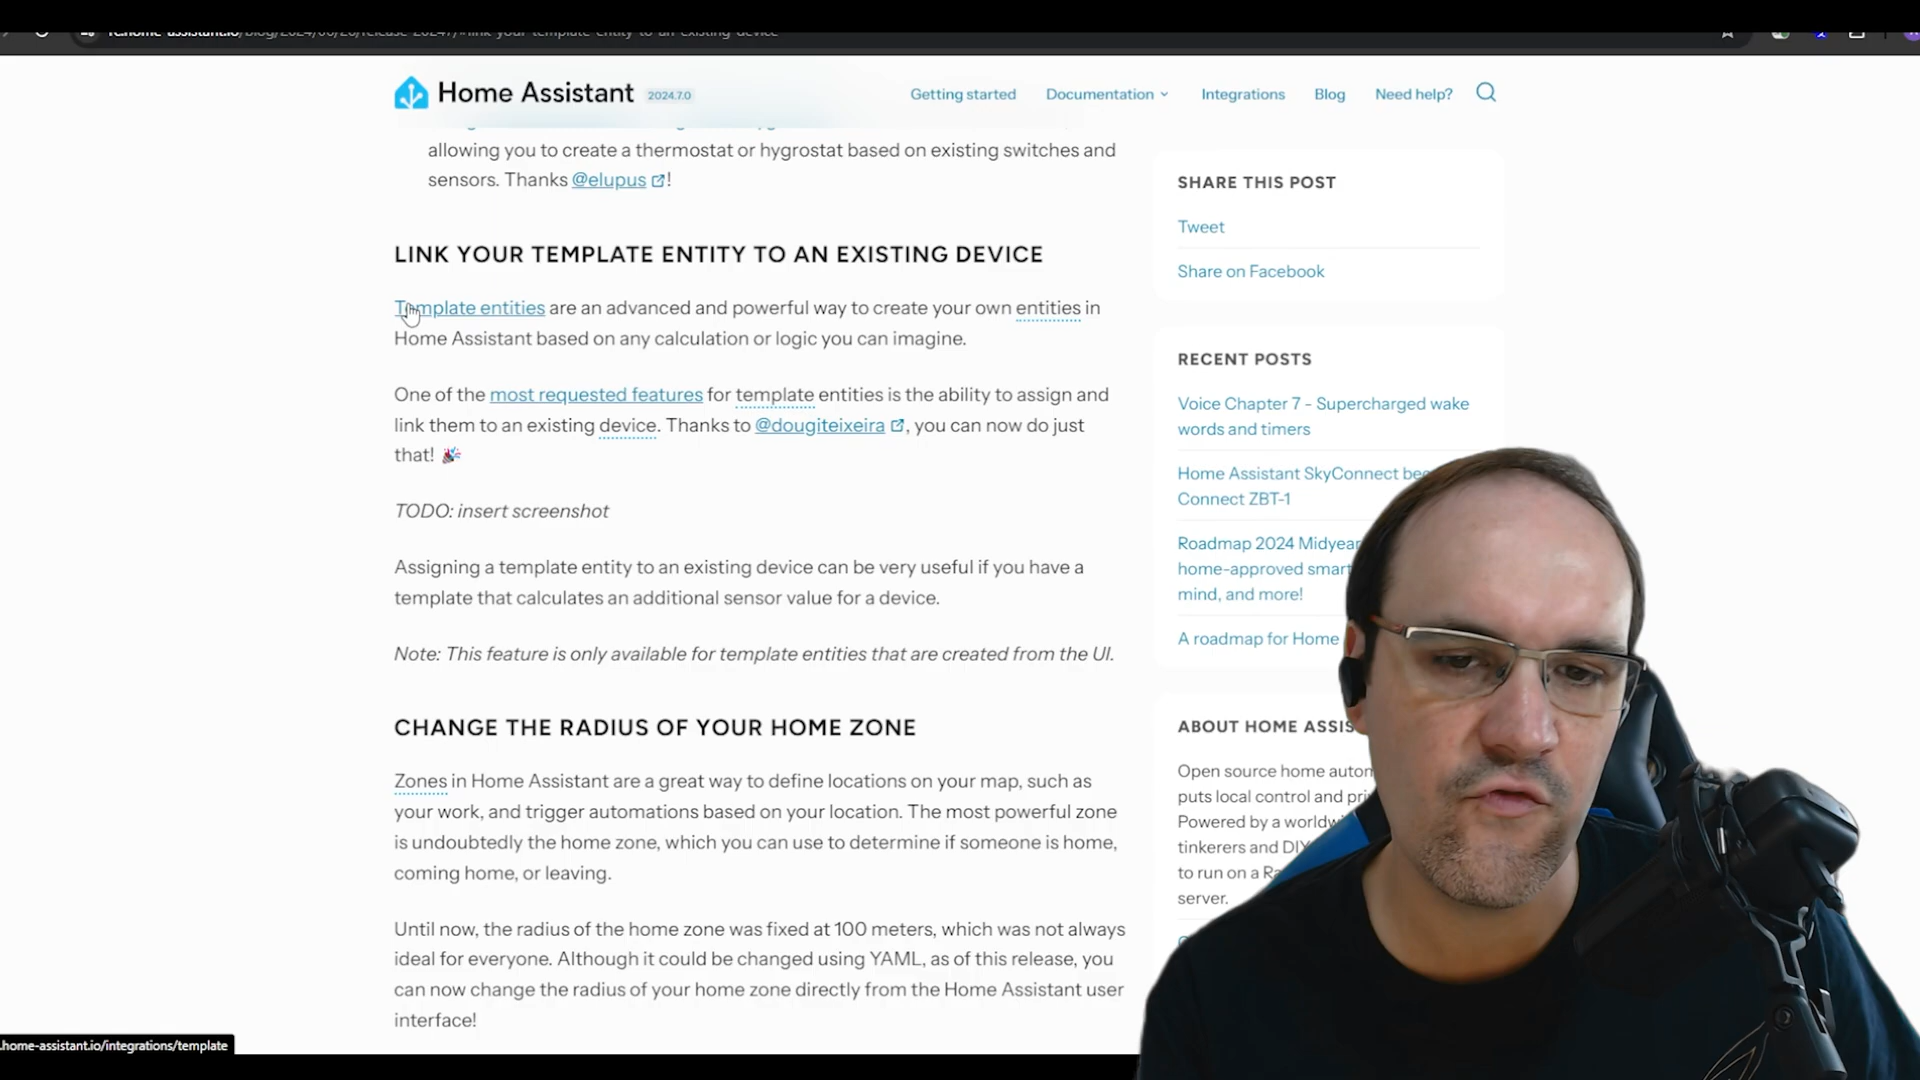 Home Assistant 2024.7.0
Getting started Documentation Integrations Blog Need help?
allowing you to create a thermostat or hygrostat based on existing switches and
sensors. Thanks @elupus !
LINK YOUR TEMPLATE ENTITY TO AN EXISTING DEVICE
Template entities are an advanced and powerful way to create your own entities in
Home Assistant based on any calculation or logic you can imagine.
One of the most requested features for template entities is the ability to assign and
link them to an existing device. Thanks to @dougiteixeira , you can now do just
that!
TODO: insert screenshot
Assigning a template entity to an existing device can be very useful if you have a
template that calculates an additional sensor value for a device.
Note: This feature is only available for template entities that are created from the UI.
CHANGE THE RADIUS OF YOUR HOME ZONE
Zones in Home Assistant are a great way to define locations on your map, such as
your work, and trigger automations based on your location. The most powerful zone
is undoubtedly the home zone, which you can use to determine if someone is home,
coming home, or leaving.
Until now, the radius of the home zone was fixed at 100 meters, which was not always
ideal for everyone. Although it could be changed using YAML, as of this release, you
can now change the radius of your home zone directly from the Home Assistant user
interface!
SHARE THIS POST
Tweet
Share on Facebook
RECENT POSTS
Voice Chapter 7 - Supercharged wake
words and timers
Home Assistant SkyConnect bec
Connect ZBT-1
Roadmap 2024 Midyear
home-approved smart
mind, and more!
A roadmap for Home
ABOUT HOME ASSIS
Open source home autom
puts local control and pri
Powered by a worldwi
tinkerers and DIY
to run on a Ra
server.
.home-assistant.io/integrations/template